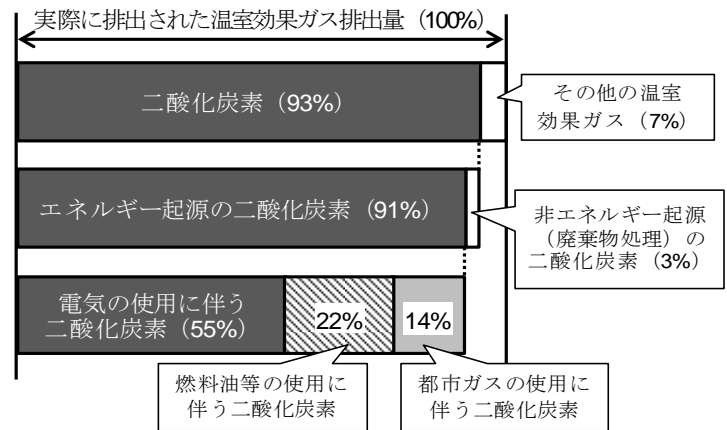 実際に排出された温室効果ガス排出量（100%）
二酸化炭素（93%）
その他の温室
効果ガス（7%）
エネルギー起源の二酸化炭素（91%）
非エネルギー起源
（廃棄物処理）の
二酸化炭素（3%）
電気の使用に伴う
二酸化炭素（55%）
22%
14%
燃料油等の使用に
伴う二酸化炭素
都市ガスの使用に
伴う二酸化炭素